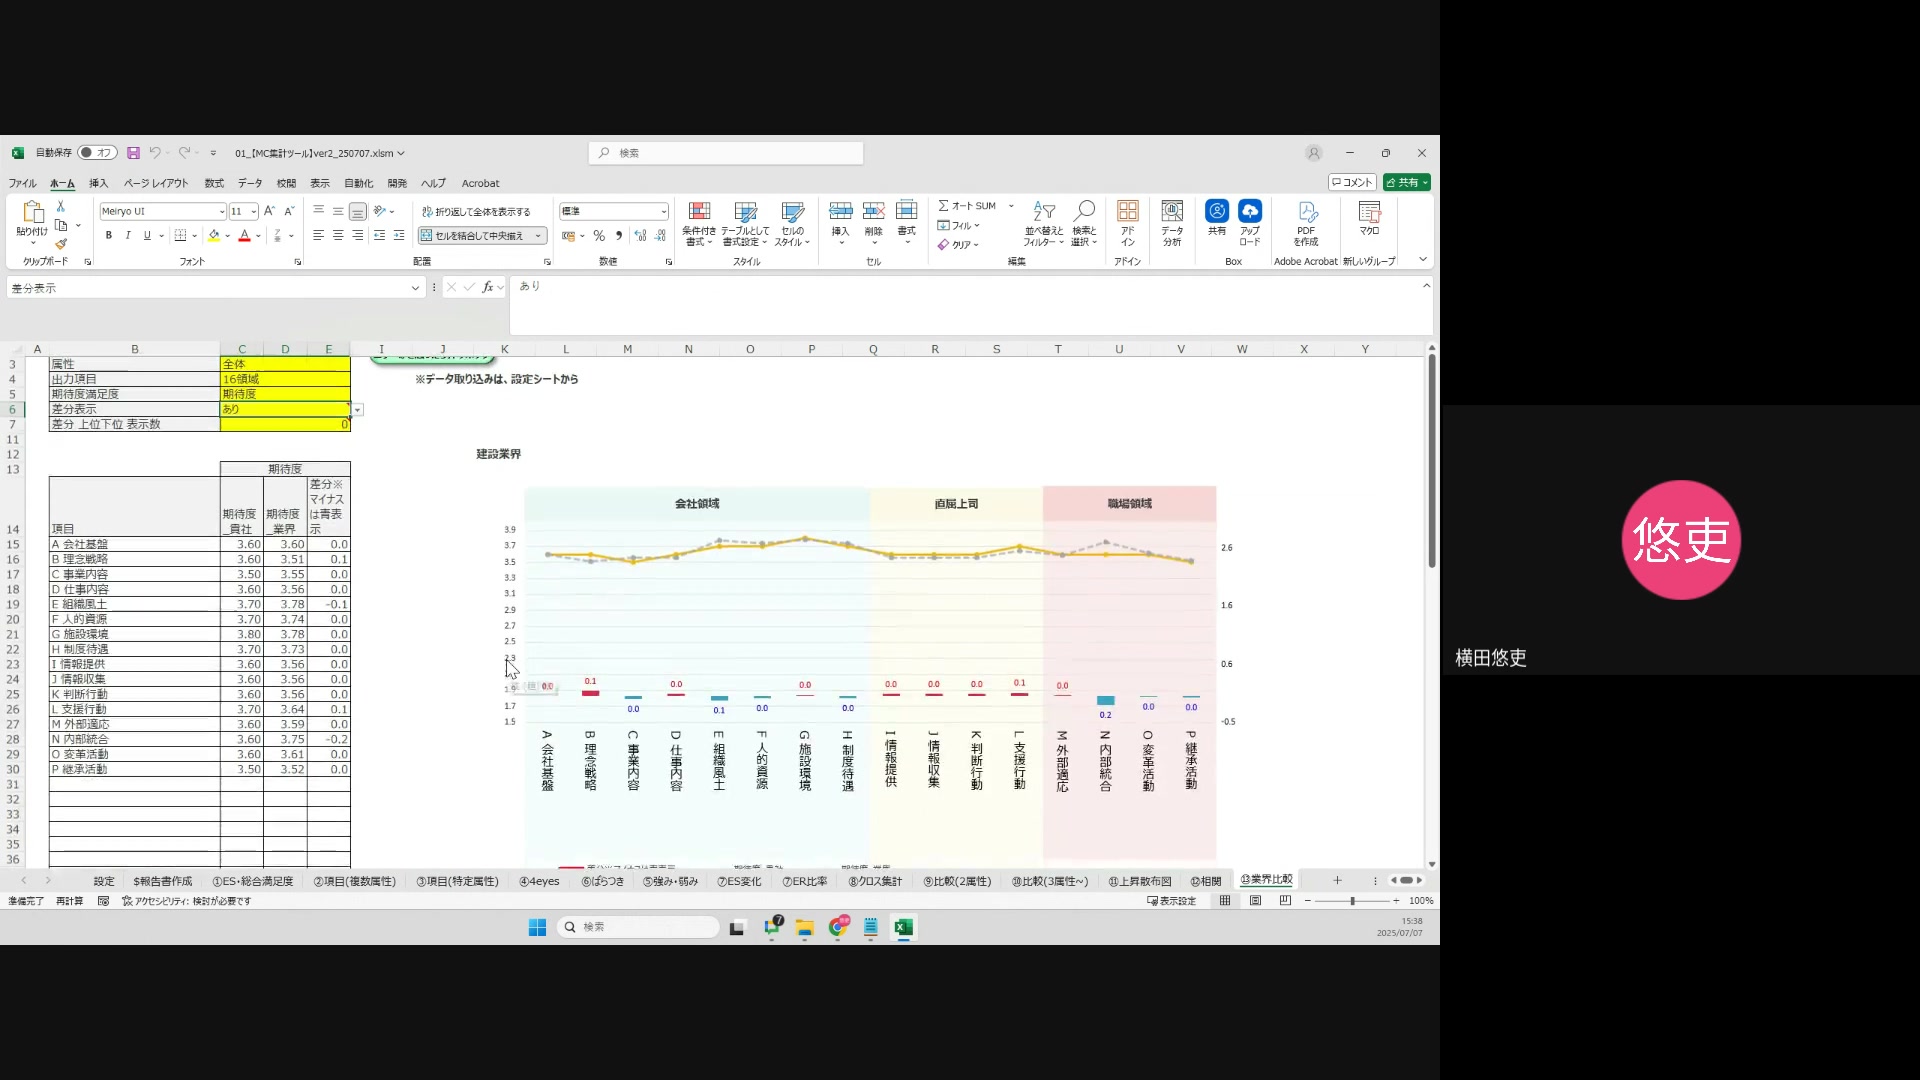 自動保存 オフ 01_【MC集計ツール】ver2_250707.xlsm 検索
ファイル ホーム 挿入 ページ レイアウト 数式 データ 校閲 表示 自動化 開発 ヘルプ Acrobat コメント 共有
貼り付け Meiryo UI 11 折り返して全体を表示する 標準 条件付き書式 テーブルとして書式設定 セルのスタイル 挿入 削除 書式 オート SUM フィル クリア 並べ替えとフィルター 検索と選択 アドイン データ分析 共有 アップロード PDFを作成 マクロ
B I U セルを結合して中央揃え
クリップボード フォント 配置 数値 スタイル セル 編集 アドイン Box Adobe Acrobat 新しいグループ
差分表示 fx あり
A B C D E I J K L M N O P Q R S T U V W X Y
3 属性 全体
4 出力項目 16領域 ※データ取り込みは、設定シートから
5 期待度満足度 期待度
6 差分表示 あり
7 差分 上位下位 表示数 0
11
12 建設業界
13 期待度
14 項目 期待度_貴社 期待度_業界 差分※マイナスは青表示
15 A 会社基盤 3.60 3.60 0.0
16 B 理念戦略 3.60 3.51 0.1
17 C 事業内容 3.50 3.55 0.0
18 D 仕事内容 3.60 3.56 0.0
19 E 組織風土 3.70 3.78 -0.1
20 F 人的資源 3.70 3.74 0.0
21 G 施設環境 3.80 3.78 0.0
22 H 制度待遇 3.70 3.73 0.0
23 I 情報提供 3.60 3.56 0.0
24 J 情報収集 3.60 3.56 0.0
25 K 判断行動 3.60 3.56 0.0
26 L 支援行動 3.70 3.64 0.1
27 M 外部適応 3.60 3.59 0.0
28 N 内部統合 3.60 3.75 -0.2
29 O 変革活動 3.60 3.61 0.0
30 P 継承活動 3.50 3.52 0.0
31
32
33
34
35
36
会社領域 直属上司 職場領域
3.9
3.7
3.5
3.3
3.1
2.9
2.7
2.5
2.3
1.9
1.7
1.5
2.6
1.6
0.6
-0.5
0.0 0.1 0.0 0.0 0.0 0.0 0.0 0.1 0.0
0.0 0.1 0.0 0.0 0.2 0.0 0.0
A 会社基盤
B 理念戦略
C 事業内容
D 仕事内容
E 組織風土
F 人的資源
G 施設環境
H 制度待遇
I 情報提供
J 情報収集
K 判断行動
L 支援行動
M 外部適応
N 内部統合
O 変革活動
P 継承活動
設定 $報告書作成 ①ES・総合満足度 ②項目(複数属性) ③項目(特定属性) ④4eyes ⑥ばらつき ⑤強み・弱み ⑦ES変化 ⑦ER比率 ⑧クロス集計 ⑨比較(2属性) ⑩比較(3属性~) ⑪上昇散布図 ⑫相関 ⑬業界比較
準備完了 再計算 アクセシビリティ: 検討が必要です 表示設定 100%
検索 7 15:38
2025/07/07
悠吏
横田悠吏